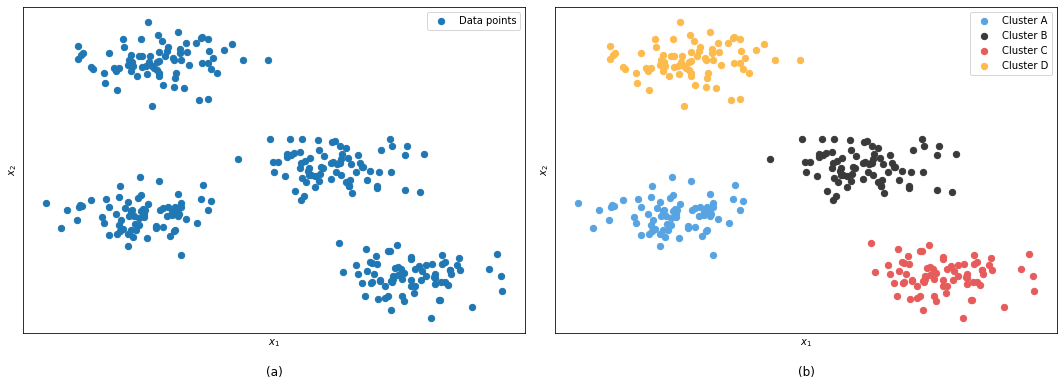 Data points
x₂
x₁
(a)
Cluster A
Cluster B
Cluster C
Cluster D
x₂
x₁
(b)